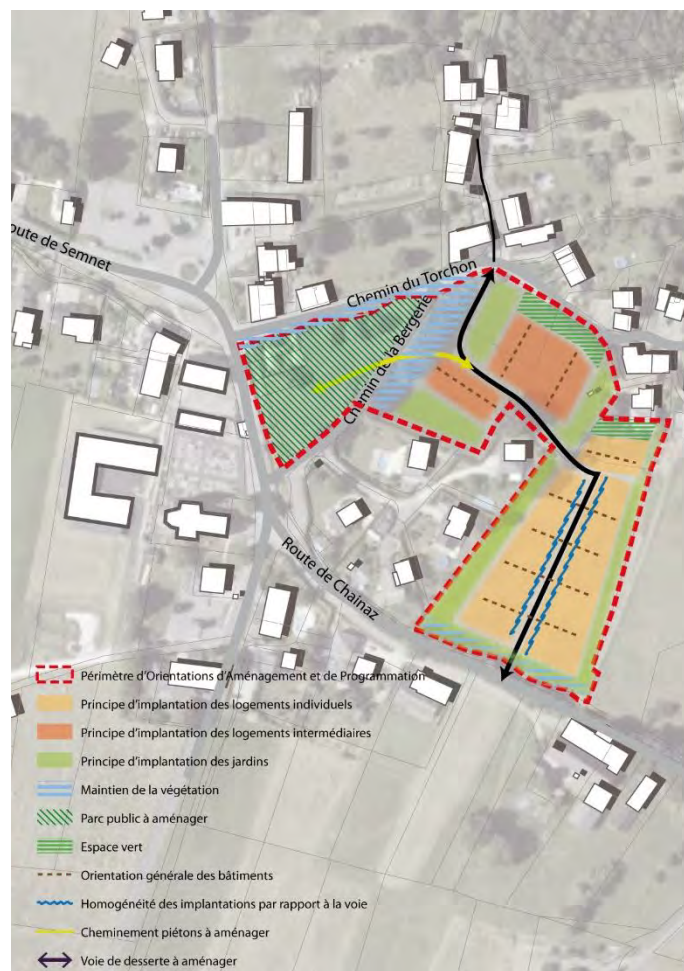 oute de Semnet
Chemin du Torchon
Chemin de la Bergerie
Route de Chainaz
Périmètre d'Orientations d'Aménagement et de Programmation
Principe d'implantation des logements individuels
Principe d'implantation des logements intermédiaires
Principe d'implantation des jardins
Maintien de la végétation
Parc public à aménager
Espace vert
Orientation générale des bâtiments
Homogénéité des implantations par rapport à la voie
Cheminement piétons à aménager
Voie de desserte à aménager